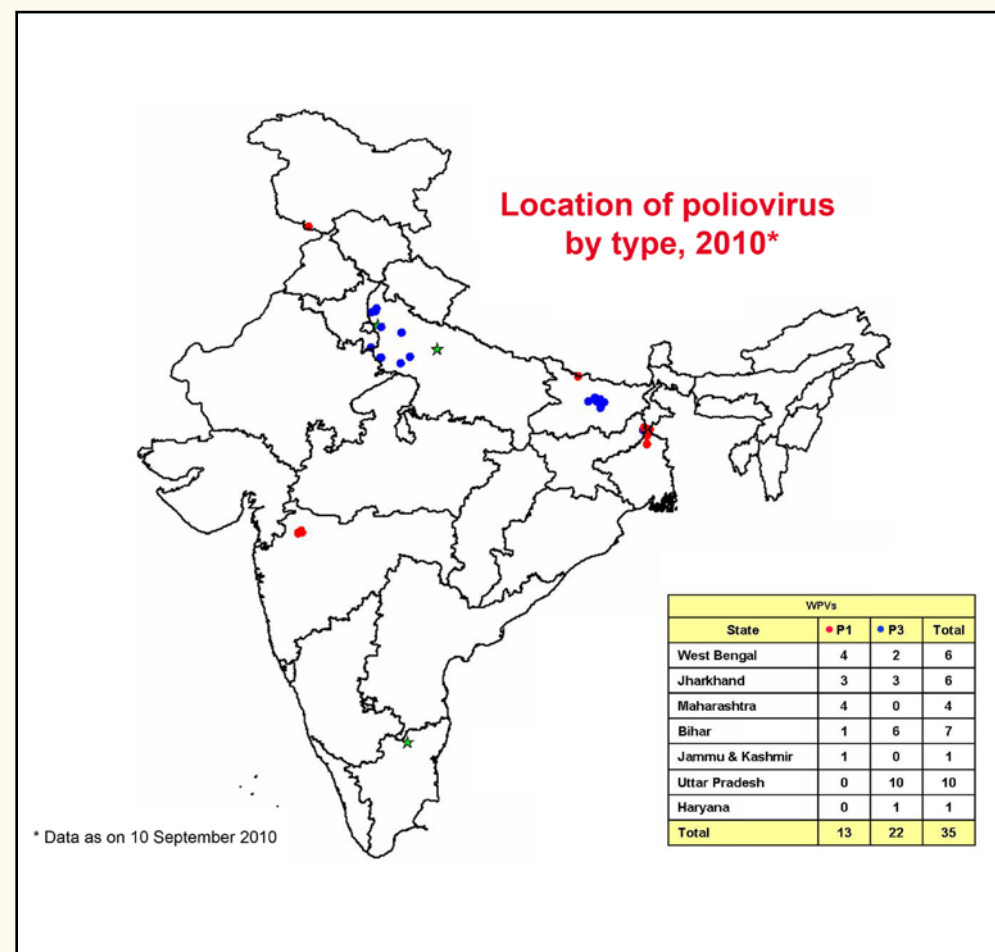 Location of poliovirus
by type, 2010*
WPVs
State P1 P3 Total
West Bengal 4 2 6
Jharkhand 3 3 6
Maharashtra 4 0 4
Bihar 1 6 7
Jammu & Kashmir 1 0 1
Uttar Pradesh 0 10 10
Haryana 0 1 1
Total 13 22 35
* Data as on 10 September 2010